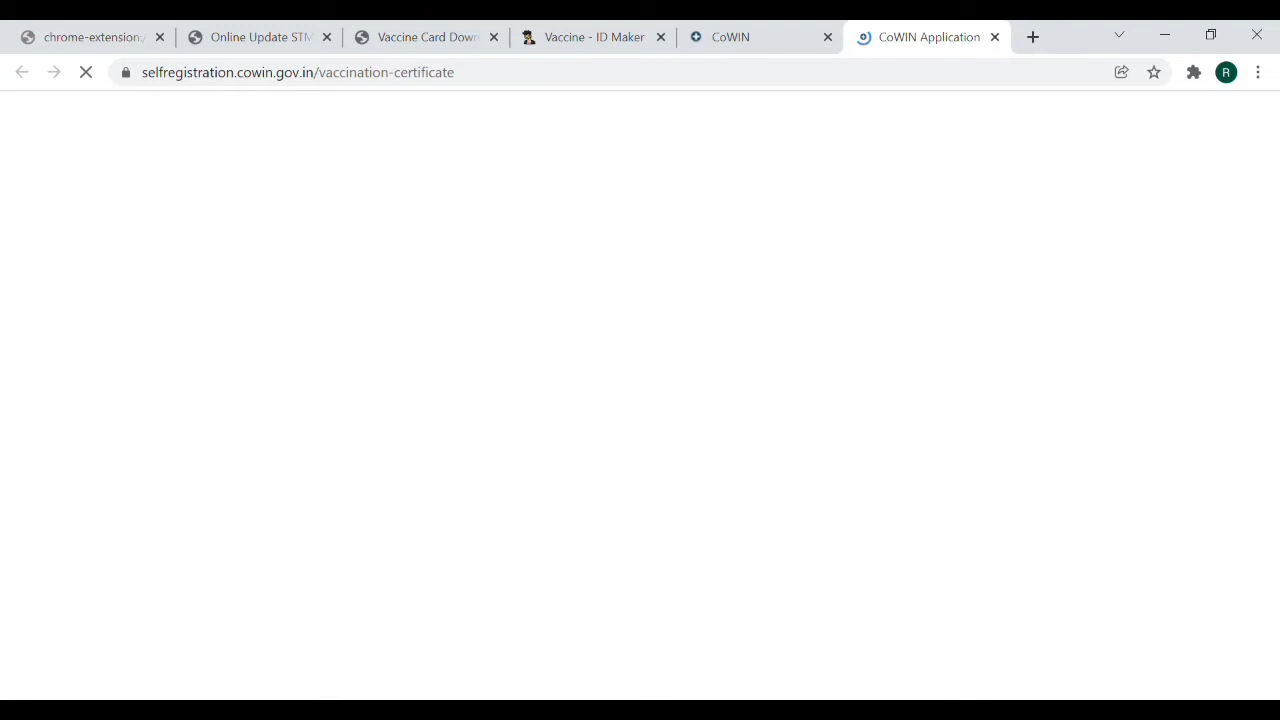 chrome-extension:/
Online Update STM
Vaccine Card Down
Vaccine - ID Maker
CoWIN
CoWIN Application
selfregistration.cowin.gov.in/vaccination-certificate
R